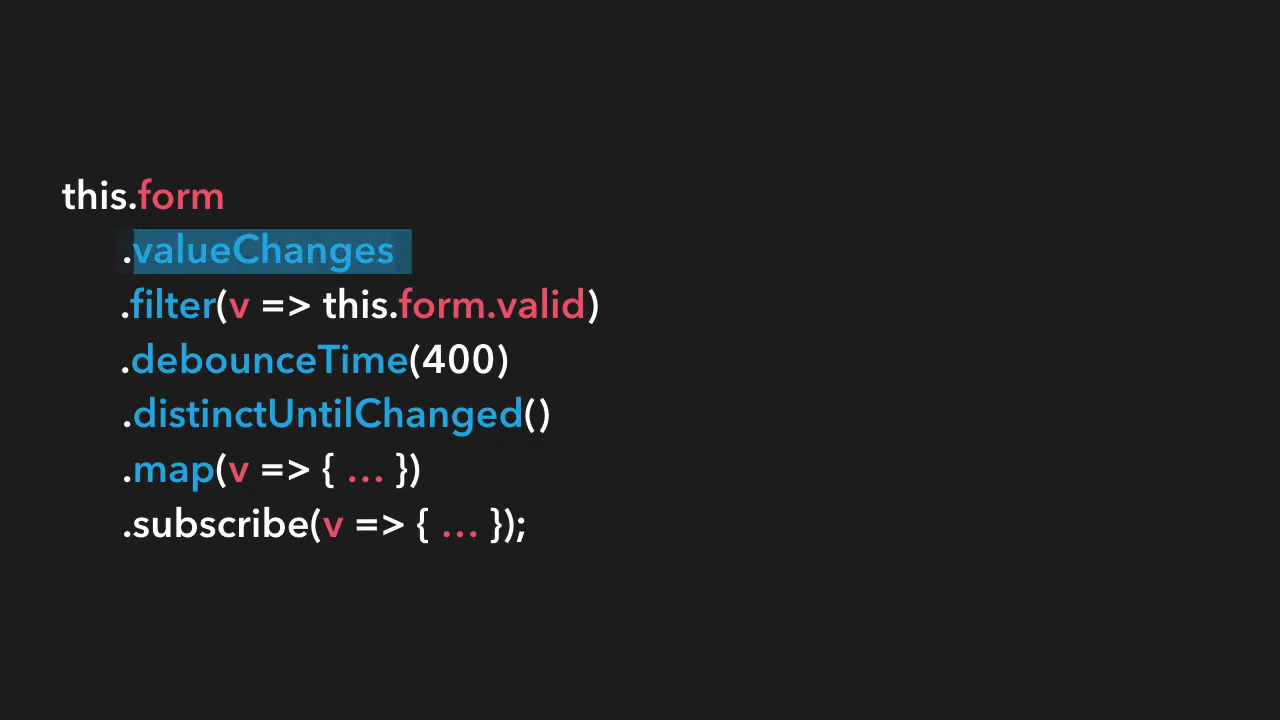 this.form
.valueChanges
.filter(v => this.form.valid)
.debounceTime(400)
.distinctUntilChanged()
.map(v => { … })
.subscribe(v => { … });